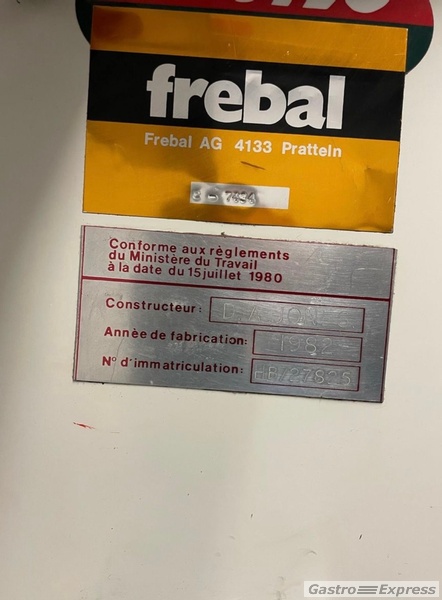 frebal
Frebal AG 4133 Pratteln
Conforme aux règlements
du Ministère du Travail
à la date du 15 juillet 1980
Constructeur:
Année de fabrication: 1982
N° d'immatriculation:
Gastro Express